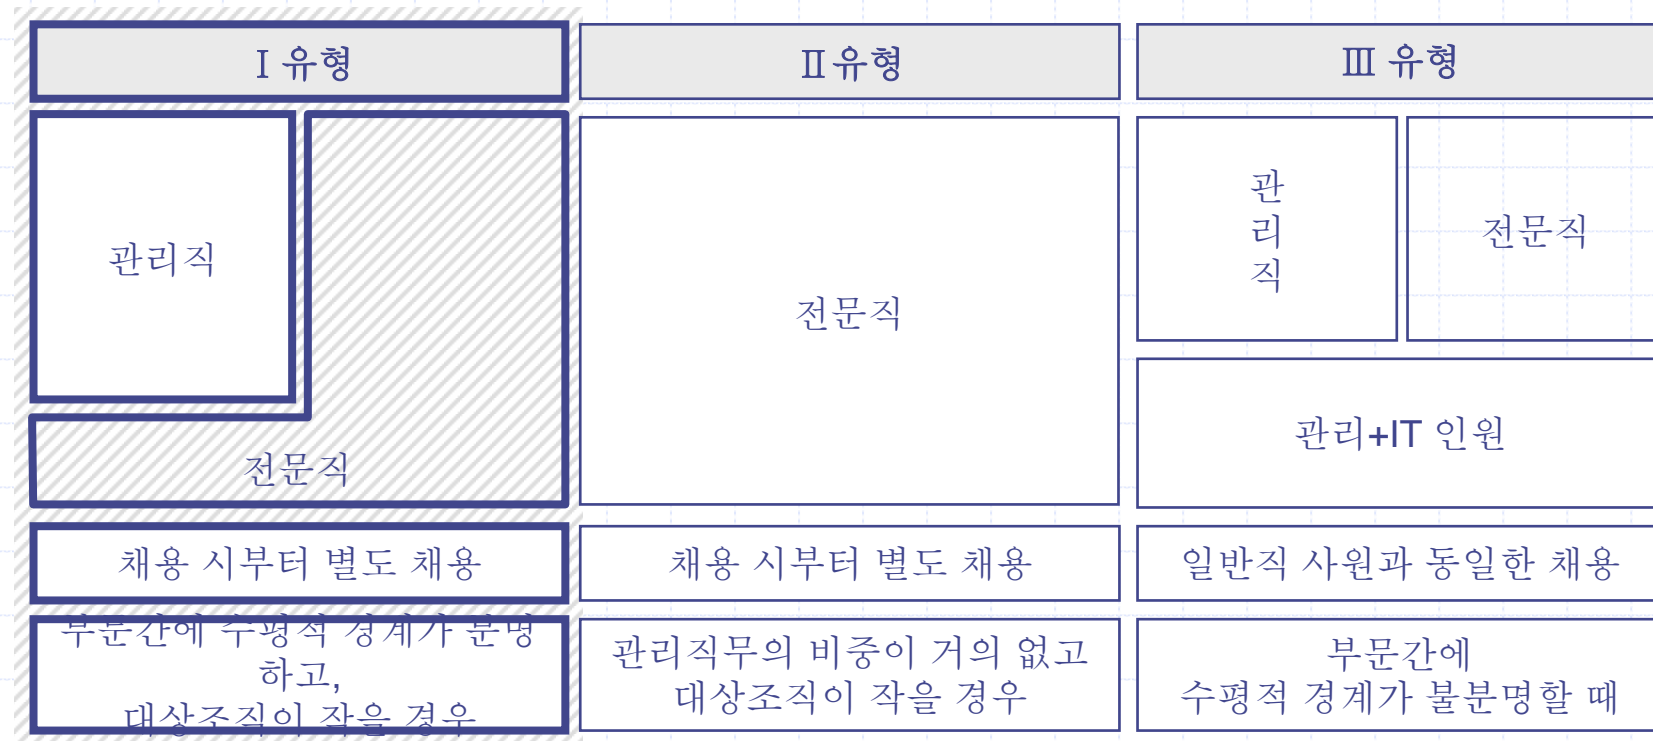 Ⅰ 유형
Ⅱ유형
Ⅲ 유형
관리직
전문직
전문직
관
리
직
전문직
관리+IT 인원
채용 시부터 별도 채용
채용 시부터 별도 채용
일반직 사원과 동일한 채용
부문간에 수평적 경계가 분명
하고,
대상조직이 작을 경우
관리직무의 비중이 거의 없고
대상조직이 작을 경우
부문간에
수평적 경계가 불분명할 때